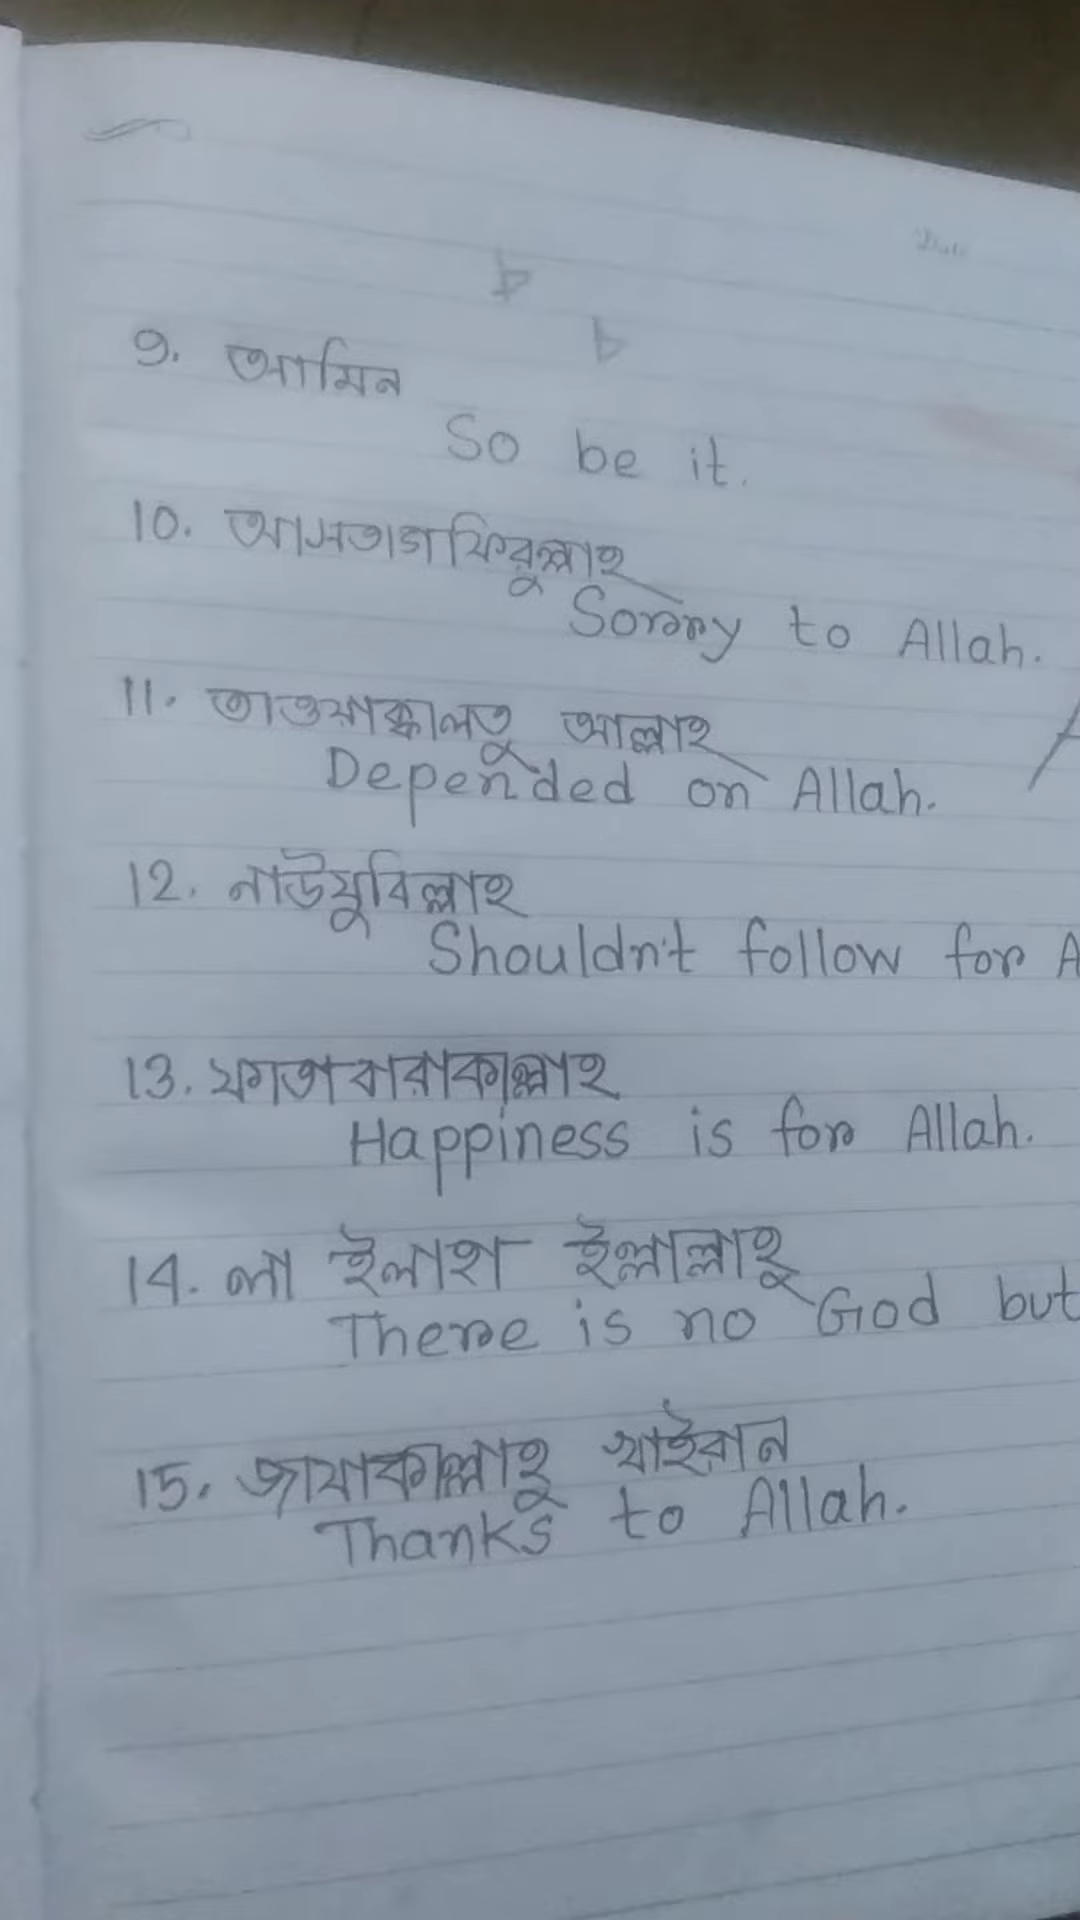 9. আমিন
So be it.
10. আসতাগফিরুল্লাহ
Sorry to Allah.
11. তাওয়াক্কালতু আল্লাহ
Depended on Allah.
12. নাউযুবিল্লাহ
Shouldn't follow for A
13. ফাতাবারাকাল্লাহ
Happiness is for Allah.
14. লা ইলাহা ইল্লাল্লাহু
There is no God but
15. জাযাকাল্লাহু খাইরান
Thanks to Allah.